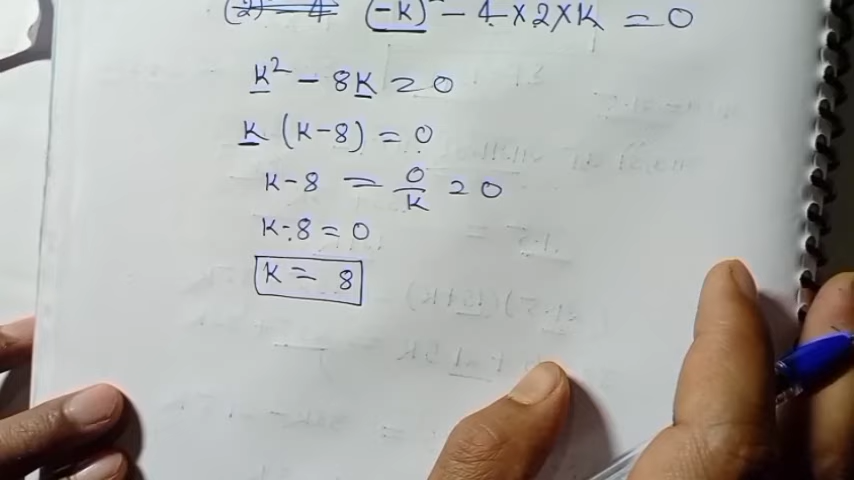 (-k)² - 4×2×k = 0
k² - 8k = 0
k (k-8) = 0
k-8 = 0/k = 0
k-8 = 0
k = 8